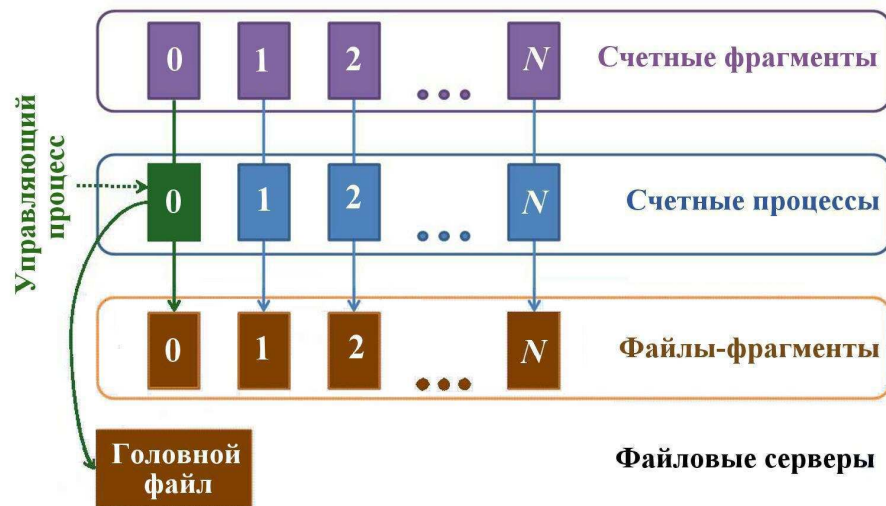 0 1 2 N Счетные фрагменты
Управляющий
процесс
0 1 2 N Счетные процессы
0 1 2 N Файлы-фрагменты
Головной
файл
Файловые серверы